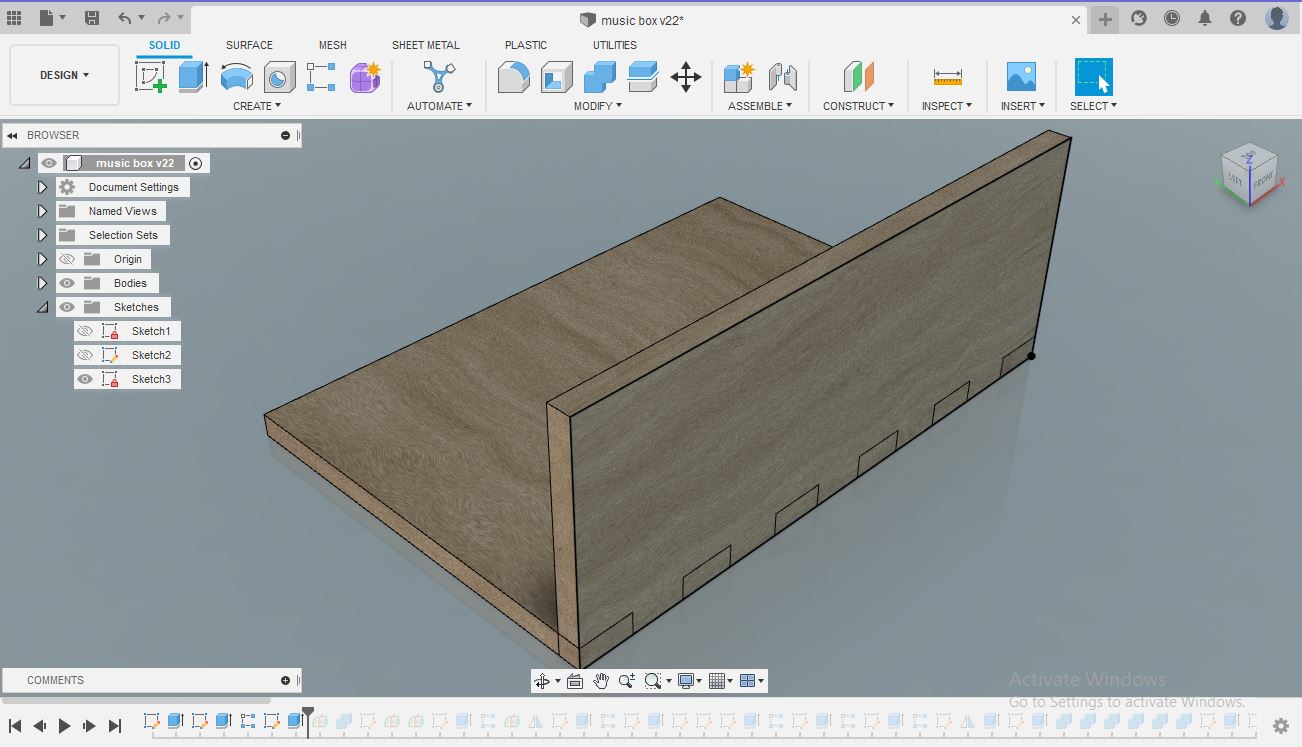 music box v22*
SOLID SURFACE MESH SHEET METAL PLASTIC UTILITIES
DESIGN
CREATE AUTOMATE MODIFY ASSEMBLE CONSTRUCT INSPECT INSERT SELECT
BROWSER
music box v22
Document Settings
Named Views
Selection Sets
Origin
Bodies
Sketches
Sketch1
Sketch2
Sketch3
Z
LEFT FRONT
X
COMMENTS
Activate Windows
Go to Settings to activate Windows.